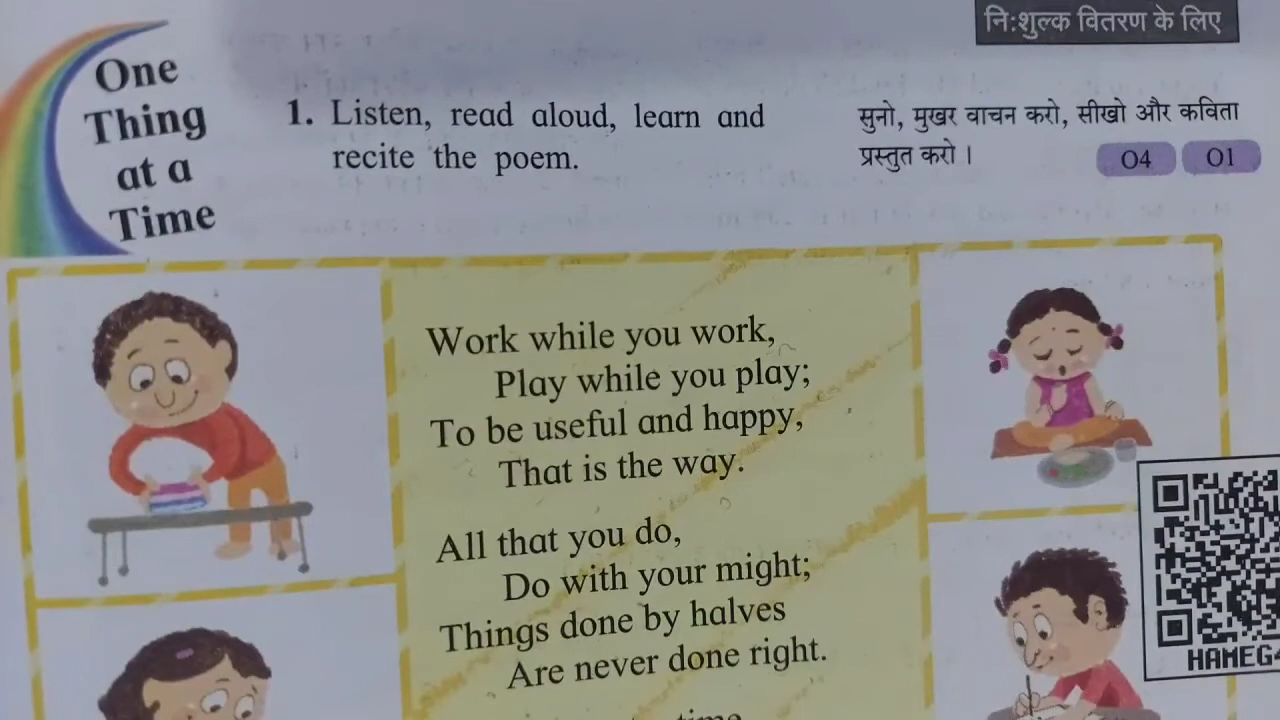 नि:शुल्क वितरण के लिए
One
Thing
at a
Time
1. Listen, read aloud, learn and
recite the poem.
सुनो, मुखर वाचन करो, सीखो और कविता
प्रस्तुत करो ।
04 01
Work while you work,
Play while you play;
To be useful and happy,
That is the way.
All that you do,
Do with your might;
Things done by halves
Are never done right.
time
HAMEG